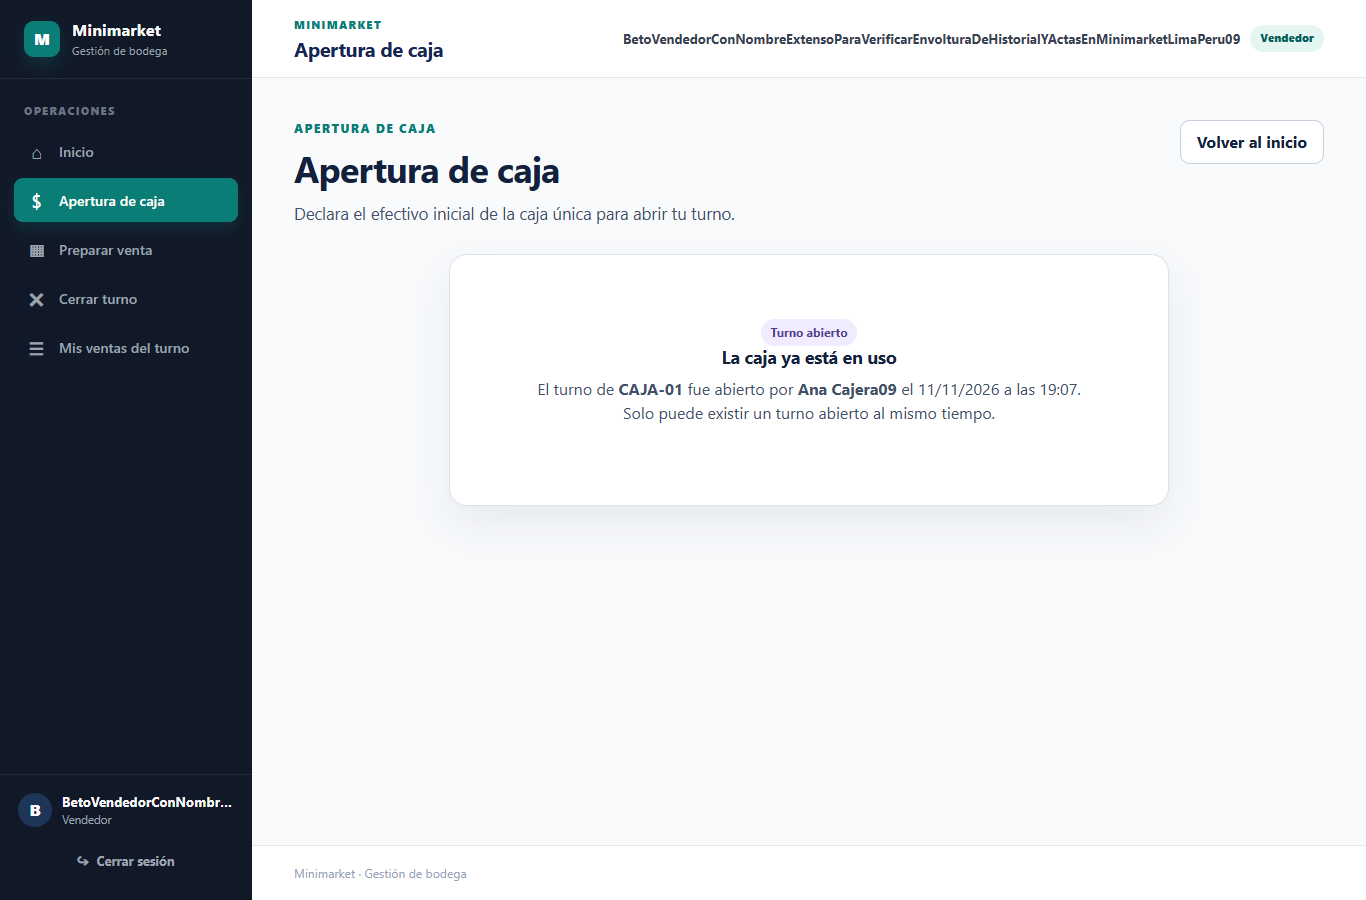 M
Minimarket
Gestión de bodega
OPERACIONES
Inicio
$ Apertura de caja
Preparar venta
Cerrar turno
Mis ventas del turno
B
BetoVendedorConNombr...
Vendedor
Cerrar sesión
MINIMARKET
Apertura de caja
BetoVendedorConNombreExtensoParaVerificarEnvolturaDeHistorialYActasEnMinimarketLimaPeru09
Vendedor
APERTURA DE CAJA
Apertura de caja
Declara el efectivo inicial de la caja única para abrir tu turno.
Volver al inicio
Turno abierto
La caja ya está en uso
El turno de CAJA-01 fue abierto por Ana Cajera09 el 11/11/2026 a las 19:07.
Solo puede existir un turno abierto al mismo tiempo.
Minimarket · Gestión de bodega